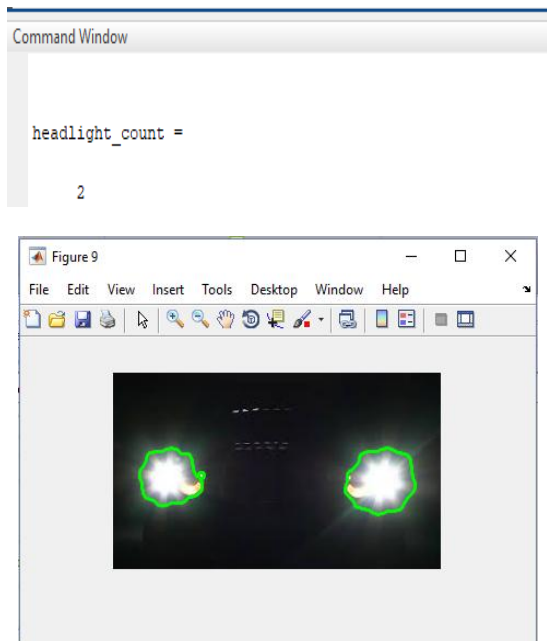 Command Window
headlight_count =
2
Figure 9
File Edit View Insert Tools Desktop Window Help